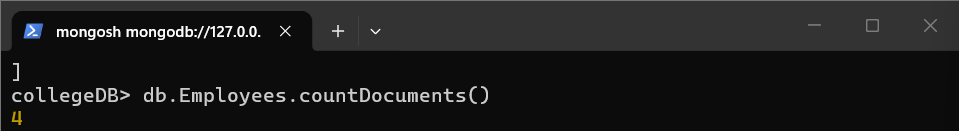 mongosh mongodb://127.0.0.
]
collegeDB> db.Employees.countDocuments()
4